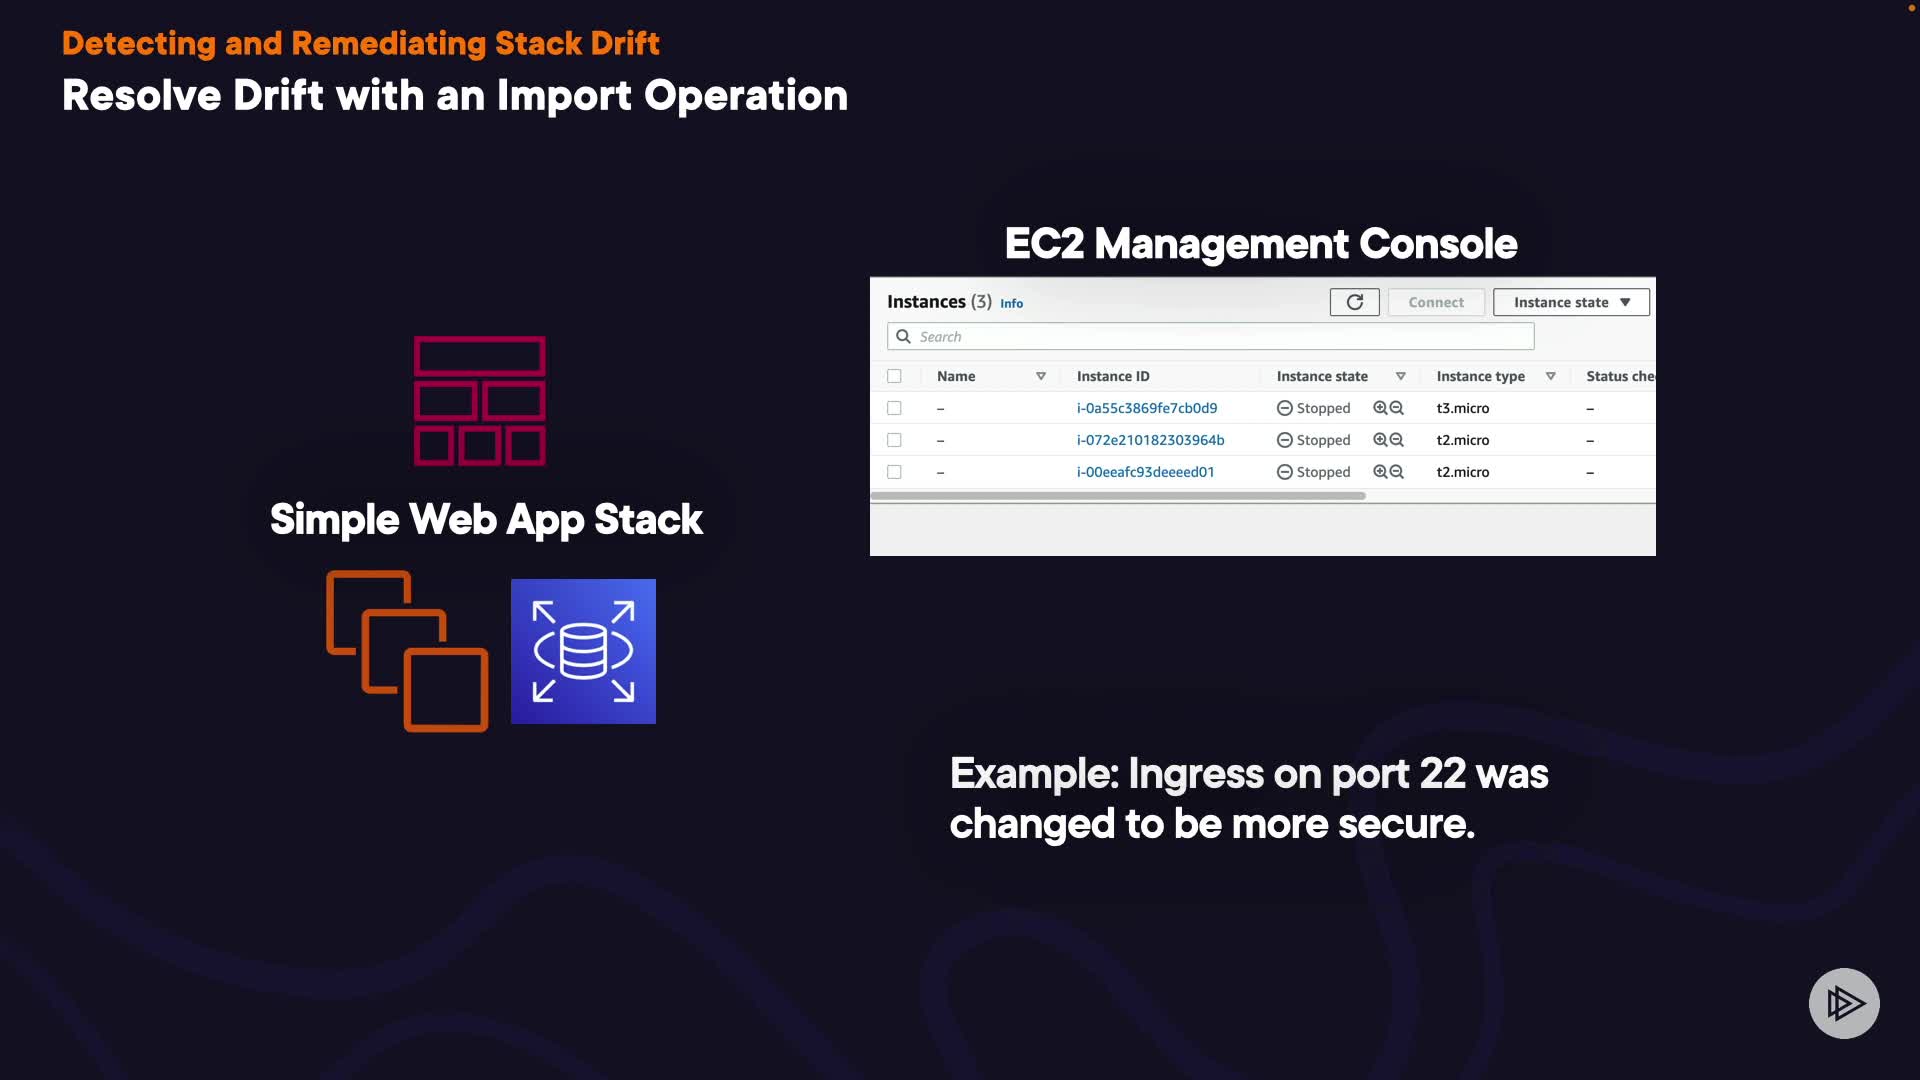 Detecting and Remediating Stack Drift
Resolve Drift with an Import Operation
EC2 Management Console
Instances (3) Info
Connect
Instance state
Search
Name Instance ID Instance state Instance type Status che
– i-0a55c3869fe7cb0d9 Stopped t3.micro –
– i-072e210182303964b Stopped t2.micro –
– i-00eeafc93deeeed01 Stopped t2.micro –
Simple Web App Stack
Example: Ingress on port 22 was
changed to be more secure.